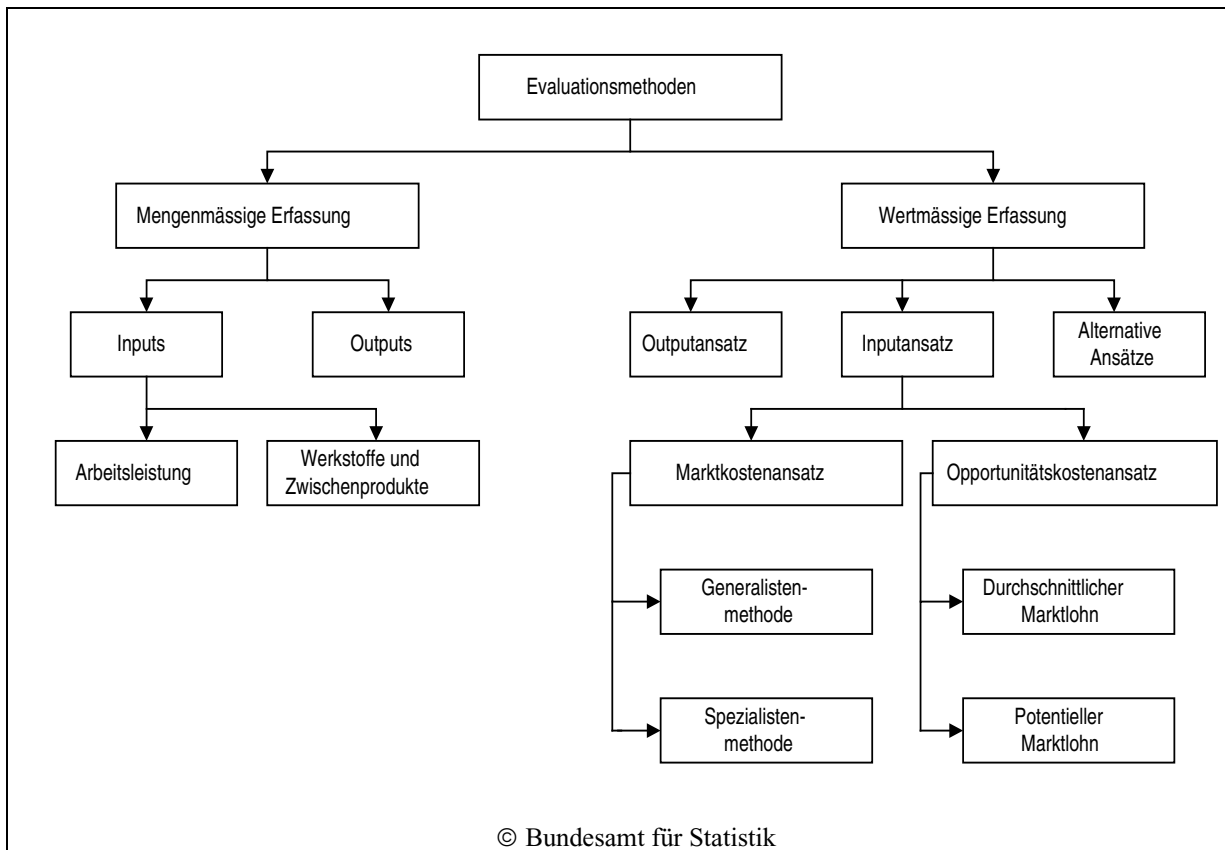 Evaluationsmethoden
Mengenmässige Erfassung
Wertmässige Erfassung
Inputs
Outputs
Outputansatz
Inputansatz
Alternative
Ansätze
Arbeitsleistung
Werkstoffe und
Zwischenprodukte
Marktkostenansatz
Opportunitätskostenansatz
Generalisten-
methode
Durchschnittlicher
Marktlohn
Spezialisten-
methode
Potentieller
Marktlohn
© Bundesamt für Statistik